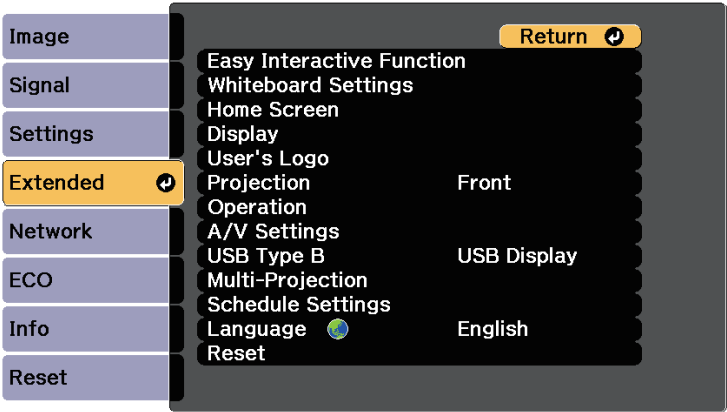 Image
Signal
Settings
Extended
Network
ECO
Info
Reset
Return
Easy Interactive Function
Whiteboard Settings
Home Screen
Display
User's Logo
Projection Front
Operation
A/V Settings
USB Type B USB Display
Multi-Projection
Schedule Settings
Language English
Reset